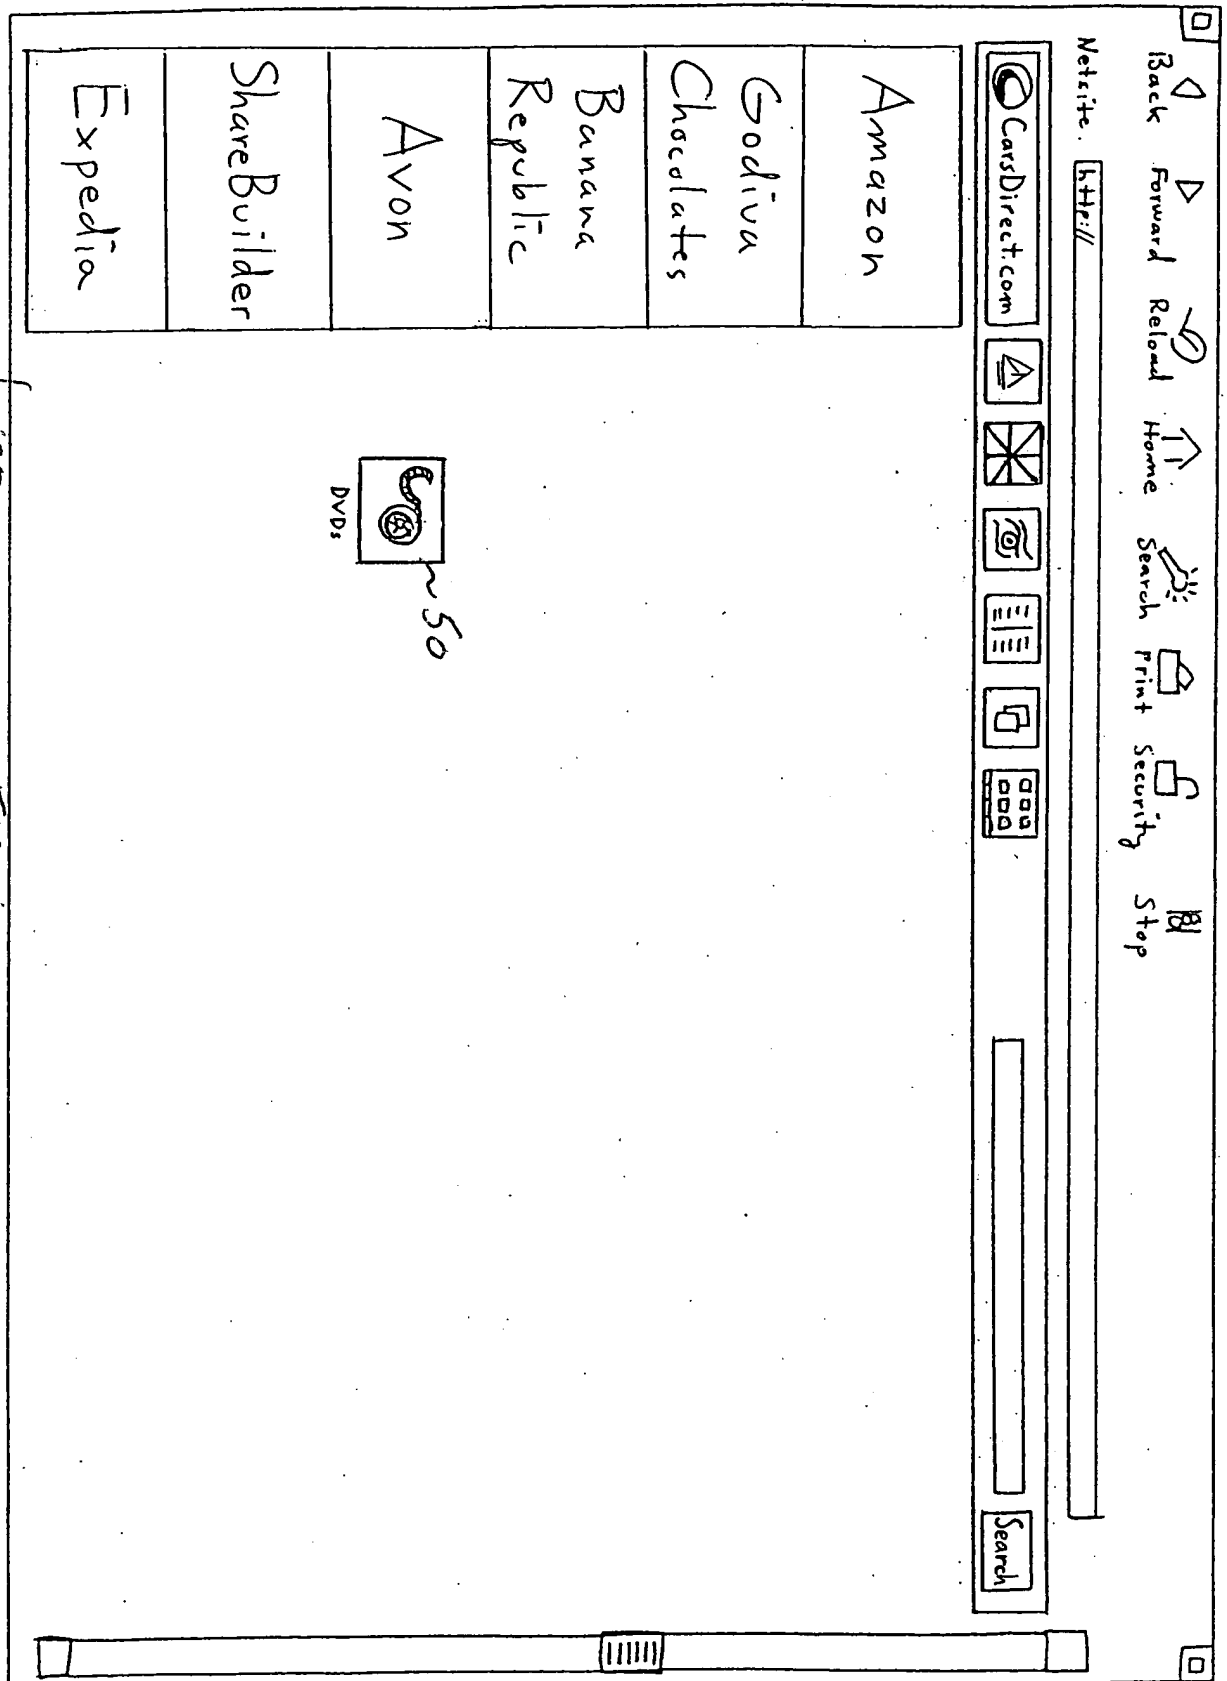 Back Forward Reload Home Search Print Security Stop
Netsite. http://
CarsDirect.com
Search
Amazon
Godiva
Chocolates
Banana
Republic
Avon
ShareBuilder
Expedia
50
DVDs